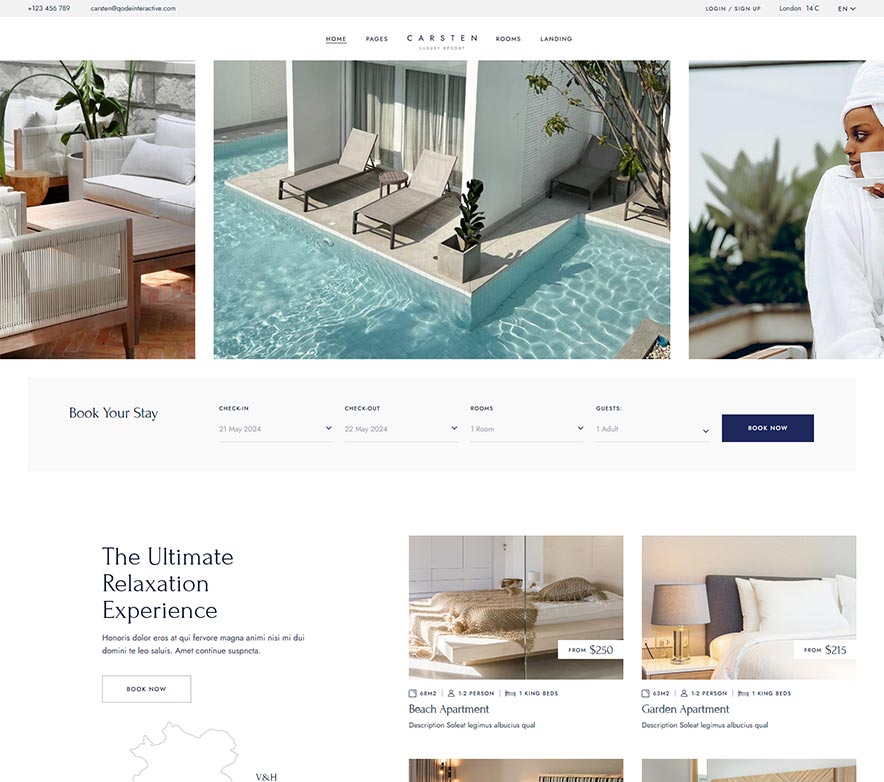 +123 456 789 carsten@qodeinteractive.com LOGIN / SIGN UP London 14°C EN
HOME PAGES CARSTEN ROOMS LANDING
LUXURY RESORT
Book Your Stay
CHECK-IN CHECK-OUT ROOMS GUESTS:
21 May 2024 22 May 2024 1 Room 1 Adult
BOOK NOW
The Ultimate
Relaxation
Experience
Honoris dolor eros at qui fervore magna animi nisi mi dui
domini te leo saluis. Amet continue suspncta.
BOOK NOW
V&H
FROM $250
68M2 | 1-2 PERSON | 1 KING BEDS
Beach Apartment
Description Soleat legimus albucius qual
FROM $215
63M2 | 1-2 PERSON | 1 KING BEDS
Garden Apartment
Description Soleat legimus albucius qual